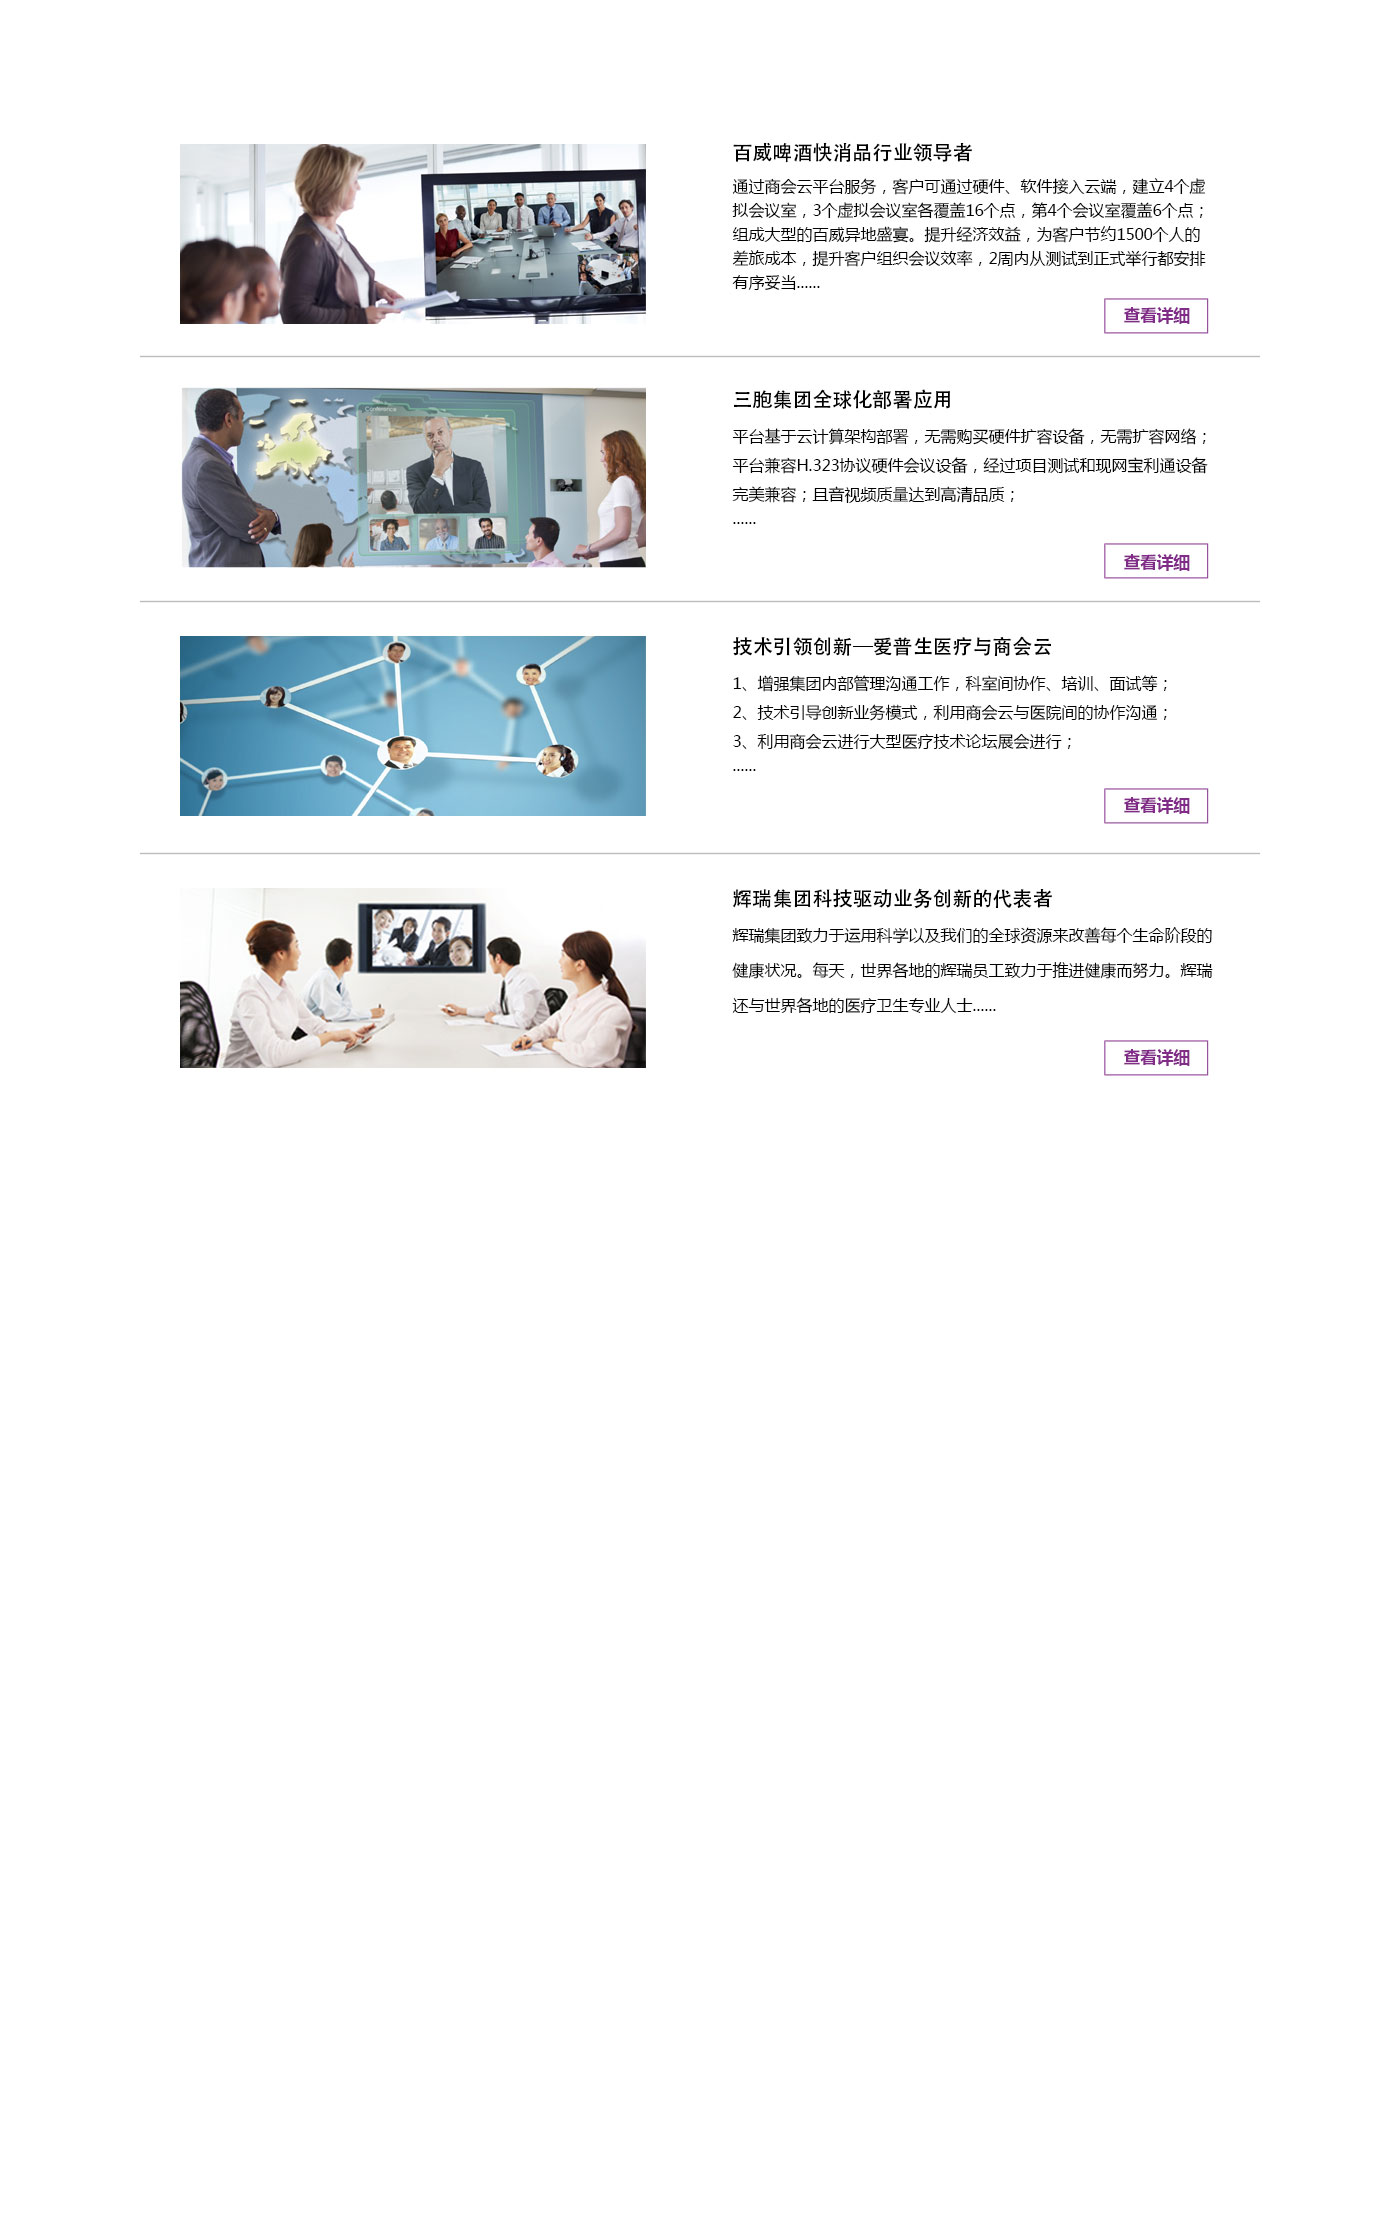 百威啤酒快消品行业领导者
通过商会云平台服务，客户可通过硬件、软件接入云端，建立4个虚
拟会议室，3个虚拟会议室各覆盖16个点，第4个会议室覆盖6个点；
组成大型的百威异地盛宴。提升经济效益，为客户节约1500个人的
差旅成本，提升客户组织会议效率，2周内从测试到正式举行都安排
有序妥当......
查看详细
Conference
三胞集团全球化部署应用
平台基于云计算架构部署，无需购买硬件扩容设备，无需扩容网络；
平台兼容H.323协议硬件会议设备，经过项目测试和现网宝利通设备
完美兼容；且音视频质量达到高清品质；
......
查看详细
技术引领创新—爱普生医疗与商会云
1、增强集团内部管理沟通工作，科室间协作、培训、面试等；
2、技术引导创新业务模式，利用商会云与医院间的协作沟通；
3、利用商会云进行大型医疗技术论坛展会进行；
......
查看详细
辉瑞集团科技驱动业务创新的代表者
辉瑞集团致力于运用科学以及我们的全球资源来改善每个生命阶段的
健康状况。每天，世界各地的辉瑞员工致力于推进健康而努力。辉瑞
还与世界各地的医疗卫生专业人士......
查看详细